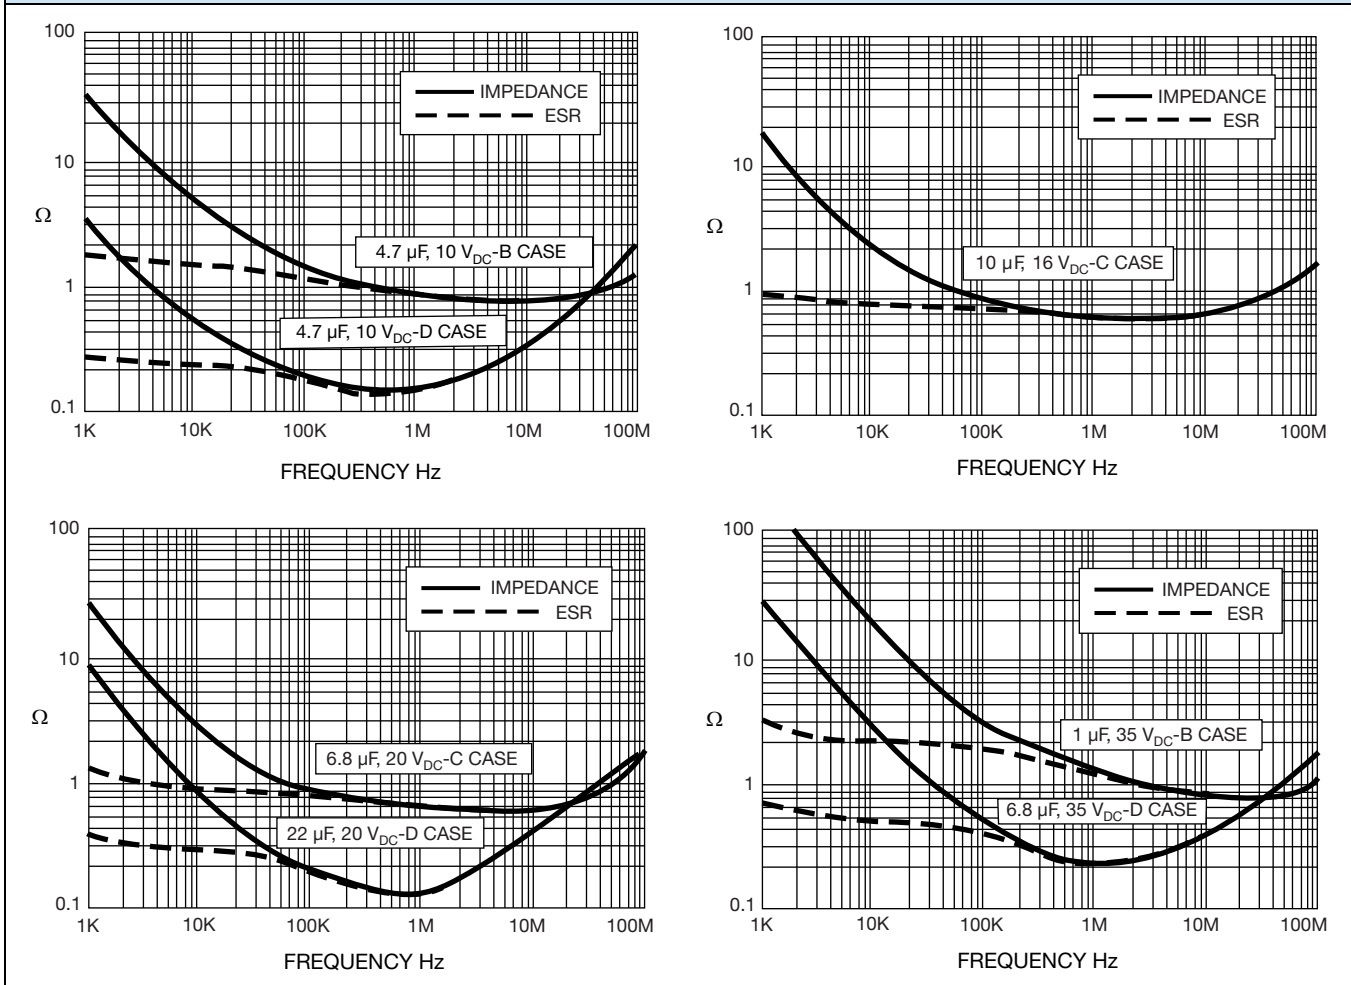 100
10
Ω
1
0.1
IMPEDANCE
ESR
4.7 µF, 10 VDC-B CASE
4.7 µF, 10 VDC-D CASE
1K 10K 100K 1M 10M 100M
FREQUENCY Hz
100
10
Ω
1
0.1
IMPEDANCE
ESR
10 µF, 16 VDC-C CASE
1K 10K 100K 1M 10M 100M
FREQUENCY Hz
100
10
Ω
1
0.1
IMPEDANCE
ESR
6.8 µF, 20 VDC-C CASE
22 µF, 20 VDC-D CASE
1K 10K 100K 1M 10M 100M
FREQUENCY Hz
100
10
Ω
1
0.1
IMPEDANCE
ESR
1 µF, 35 VDC-B CASE
6.8 µF, 35 VDC-D CASE
1K 10K 100K 1M 10M 100M
FREQUENCY Hz